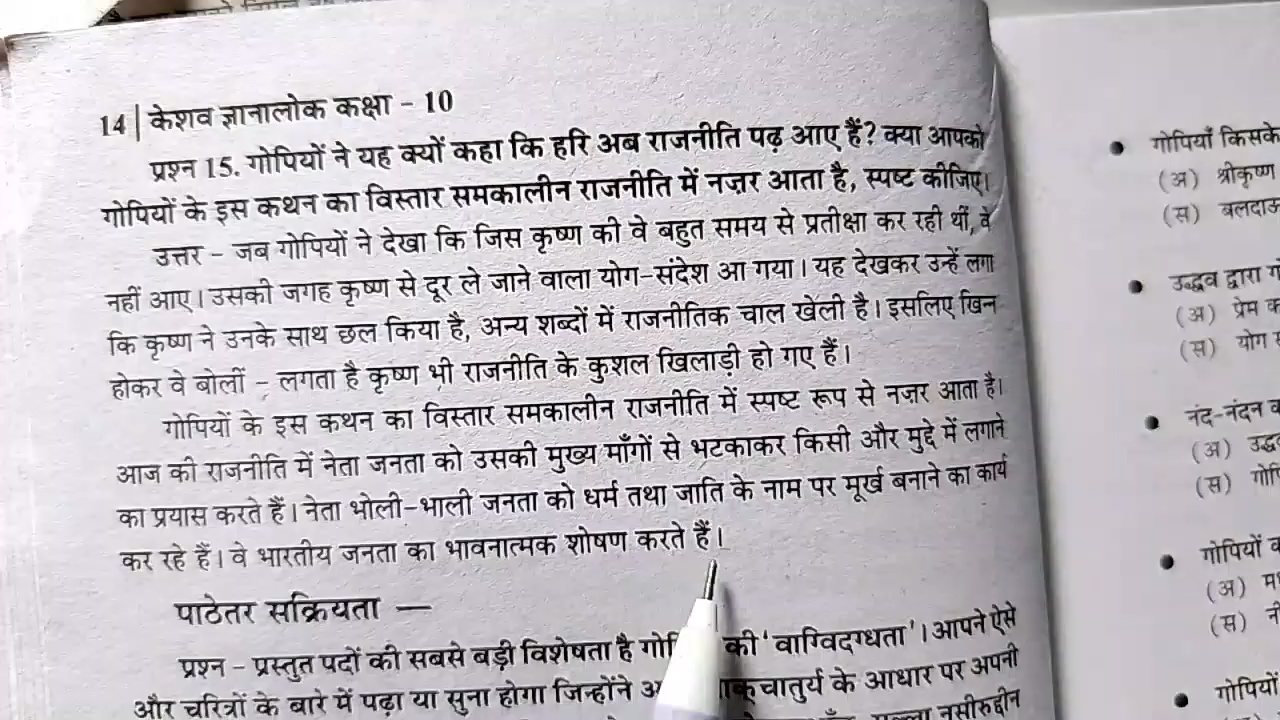 14 | केशव ज्ञानालोक कक्षा - 10
प्रश्न 15. गोपियों ने यह क्यों कहा कि हरि अब राजनीति पढ़ आए हैं? क्या आपको
गोपियों के इस कथन का विस्तार समकालीन राजनीति में नज़र आता है, स्पष्ट कीजिए।
उत्तर - जब गोपियों ने देखा कि जिस कृष्ण की वे बहुत समय से प्रतीक्षा कर रही थीं, वे
नहीं आए। उसकी जगह कृष्ण से दूर ले जाने वाला योग-संदेश आ गया। यह देखकर उन्हें लगा
कि कृष्ण ने उनके साथ छल किया है, अन्य शब्दों में राजनीतिक चाल खेली है। इसलिए खिन्न
होकर वे बोलीं - लगता है कृष्ण भी राजनीति के कुशल खिलाड़ी हो गए हैं।
गोपियों के इस कथन का विस्तार समकालीन राजनीति में स्पष्ट रूप से नज़र आता है।
आज की राजनीति में नेता जनता को उसकी मुख्य माँगों से भटकाकर किसी और मुद्दे में लगाने
का प्रयास करते हैं। नेता भोली-भाली जनता को धर्म तथा जाति के नाम पर मूर्ख बनाने का कार्य
कर रहे हैं। वे भारतीय जनता का भावनात्मक शोषण करते हैं।
पाठेतर सक्रियता —
प्रश्न - प्रस्तुत पदों की सबसे बड़ी विशेषता है की 'वाग्विदग्धता'। आपने ऐसे
और चरित्रों के बारे में पढ़ा या सुना होगा जिन्होंने के आधार पर अपनी
नसीरुद्दीन
• गोपियाँ किसके
(अ) श्रीकृष्ण
(स) बलदाऊ
• उद्धव द्वारा
(अ) प्रेम
(स) योग
• नंद-नंदन
(अ)
(स)
• गोपियों
(अ)
(स)
• गोपियों